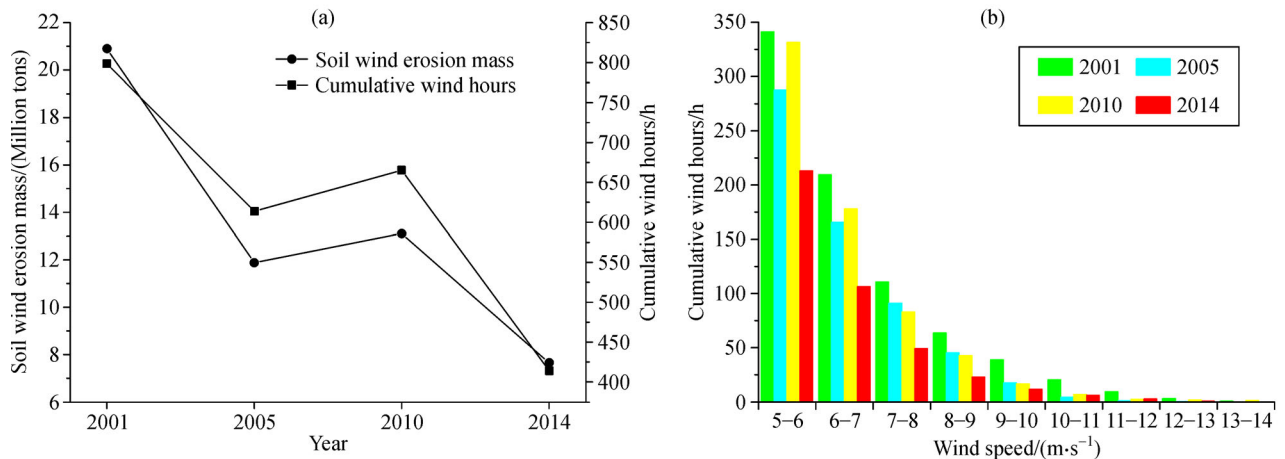 (a)
Soil wind erosion mass/(Million tons)
22
20
18
16
14
12
10
8
6
Soil wind erosion mass
Cumulative wind hours
850
800
750
700
650
600
550
500
450
400
Cumulative wind hours/h
2001 2005 2010 2014
Year
(b)
Cumulative wind hours/h
350
300
250
200
150
100
50
0
2001 2005
2010 2014
5–6 6–7 7–8 8–9 9–10 10–11 11–12 12–13 13–14
Wind speed/(m·s⁻¹)